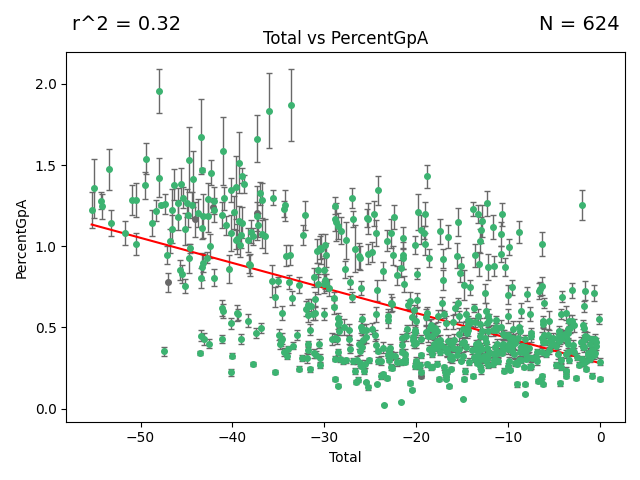 r^2 = 0.32
N = 624
Total vs PercentGpA
PercentGpA
2.0
1.5
1.0
0.5
0.0
−50 −40 −30 −20 −10 0
Total